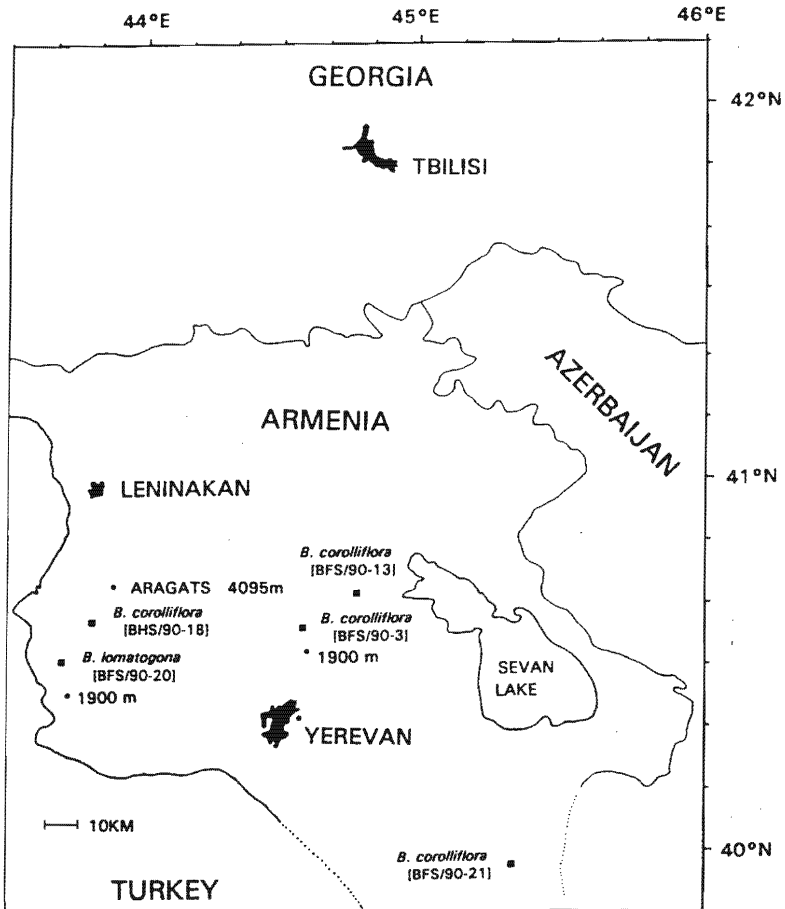 44°E
45°E
46°E
GEORGIA
42°N
TBILISI
AZERBAIJAN
ARMENIA
41°N
LENINAKAN
B. corolliflora
[BFS/90-13]
ARAGATS 4095m
B. corolliflora
[BHS/90-18]
B. corolliflora
[BFS/90-3]
1900 m
B. lomatogona
[BFS/90-20]
1900 m
SEVAN
LAKE
YEREVAN
10KM
40°N
B. corolliflora
[BFS/90-21]
TURKEY